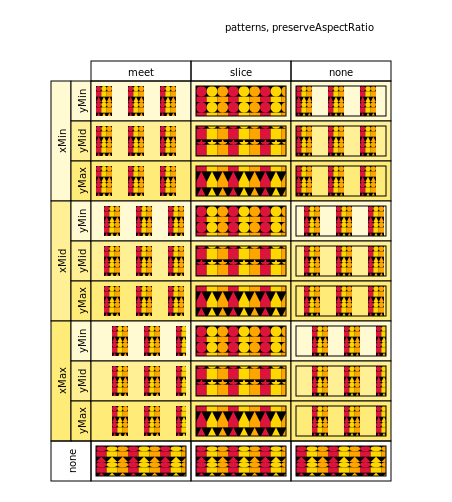 patterns, preserveAspectRatio
meet slice none
xMin yMin
yMid
yMax
xMid yMin
yMid
yMax
xMax yMin
yMid
yMax
none